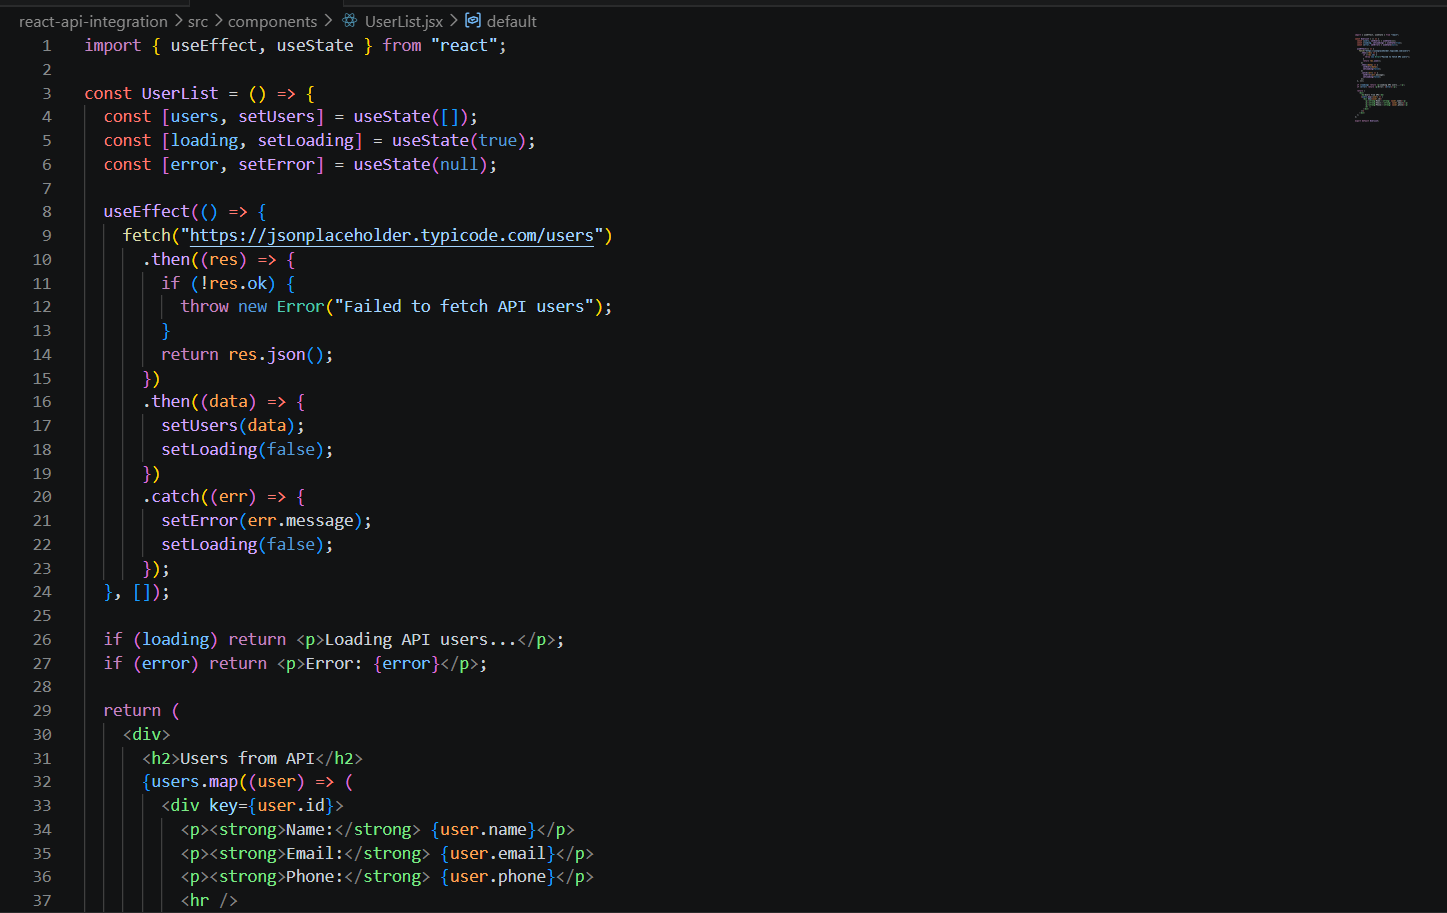 react-api-integration > src > components > UserList.jsx > default
1 import { useEffect, useState } from "react";
2
3 const UserList = () => {
4 const [users, setUsers] = useState([]);
5 const [loading, setLoading] = useState(true);
6 const [error, setError] = useState(null);
7
8 useEffect(() => {
9 fetch("https://jsonplaceholder.typicode.com/users")
10 .then((res) => {
11 if (!res.ok) {
12 throw new Error("Failed to fetch API users");
13 }
14 return res.json();
15 })
16 .then((data) => {
17 setUsers(data);
18 setLoading(false);
19 })
20 .catch((err) => {
21 setError(err.message);
22 setLoading(false);
23 });
24 }, []);
25
26 if (loading) return <p>Loading API users...</p>;
27 if (error) return <p>Error: {error}</p>;
28
29 return (
30 <div>
31 <h2>Users from API</h2>
32 {users.map((user) => (
33 <div key={user.id}>
34 <p><strong>Name:</strong> {user.name}</p>
35 <p><strong>Email:</strong> {user.email}</p>
36 <p><strong>Phone:</strong> {user.phone}</p>
37 <hr />